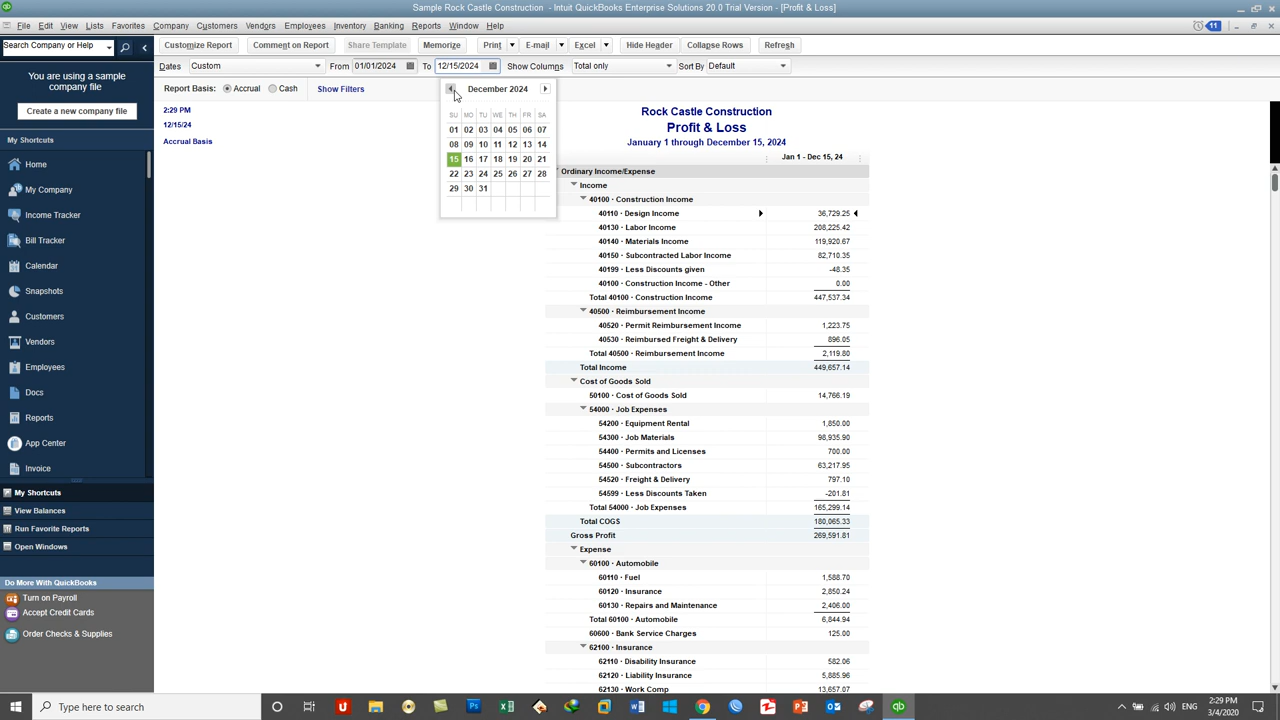 Sample Rock Castle Construction - Intuit QuickBooks Enterprise Solutions 20.0 Trial Version - [Profit & Loss]
File Edit View Lists Favorites Company Customers Vendors Employees Inventory Banking Reports Window Help 11
Search Company or Help
Customize Report Comment on Report Share Template Memorize Print E-mail Excel Hide Header Collapse Rows Refresh
Dates Custom From 01/01/2024 To 12/15/2024 Show Columns Total only Sort By Default
Report Basis: Accrual Cash Show Filters
You are using a sample
company file
Create a new company file
My Shortcuts
Home
My Company
Income Tracker
Bill Tracker
Calendar
Snapshots
Customers
Vendors
Employees
Docs
Reports
App Center
Invoice
My Shortcuts
View Balances
Run Favorite Reports
Open Windows
Do More With QuickBooks
Turn on Payroll
Accept Credit Cards
Order Checks & Supplies
2:29 PM
12/15/24
Accrual Basis
December 2024
SU MO TU WE TH FR SA
01 02 03 04 05 06 07
08 09 10 11 12 13 14
15 16 17 18 19 20 21
22 23 24 25 26 27 28
29 30 31
Rock Castle Construction
Profit & Loss
January 1 through December 15, 2024
Jan 1 - Dec 15, 24
Ordinary Income/Expense
Income
40100 · Construction Income
40110 · Design Income 36,729.25
40130 · Labor Income 208,225.42
40140 · Materials Income 119,920.67
40150 · Subcontracted Labor Income 82,710.35
40199 · Less Discounts given -48.35
40100 · Construction Income - Other 0.00
Total 40100 · Construction Income 447,537.34
40500 · Reimbursement Income
40520 · Permit Reimbursement Income 1,223.75
40530 · Reimbursed Freight & Delivery 896.05
Total 40500 · Reimbursement Income 2,119.80
Total Income 449,657.14
Cost of Goods Sold
50100 · Cost of Goods Sold 14,766.19
54000 · Job Expenses
54200 · Equipment Rental 1,850.00
54300 · Job Materials 98,935.90
54400 · Permits and Licenses 700.00
54500 · Subcontractors 63,217.95
54520 · Freight & Delivery 797.10
54599 · Less Discounts Taken -201.81
Total 54000 · Job Expenses 165,299.14
Total COGS 180,065.33
Gross Profit 269,591.81
Expense
60100 · Automobile
60110 · Fuel 1,588.70
60120 · Insurance 2,850.24
60130 · Repairs and Maintenance 2,406.00
Total 60100 · Automobile 6,844.94
60600 · Bank Service Charges 125.00
62100 · Insurance
62110 · Disability Insurance 582.06
62120 · Liability Insurance 5,885.96
62130 · Work Comp 13,657.07
Type here to search
ENG
2:29 PM
3/4/2020